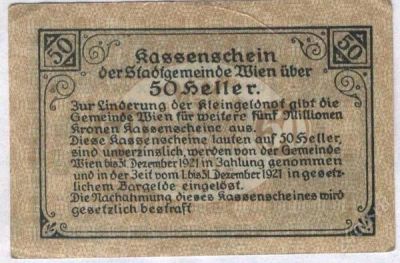 50 50
Kassenschein
der Stadtgemeinde Wien über
50 Heller.
Zur Linderung der Kleingeldnot gibt die
Gemeinde Wien für weitere fünf Millionen
Kronen Kassenscheine aus.
Diese Kassenscheine lauten auf 50 Heller,
sind unverzinslich, werden von der Gemeinde
Wien bis 31. Dezember 1921 in Zahlung genommen
und in der Zeit vom 1. bis 31. Dezember 1921 in gesetz-
lichem Bargelde eingelöst.
Die Nachahmung dieses Kassenscheines wird
gesetzlich bestraft